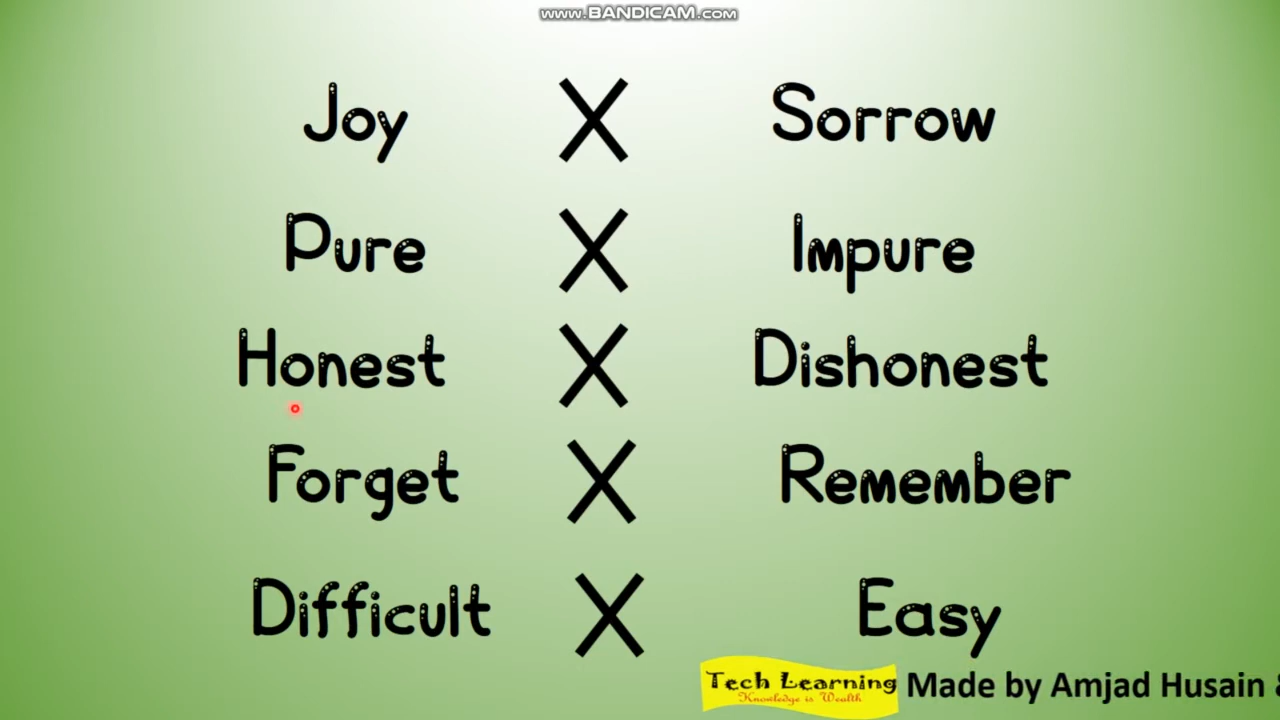 www.BANDICAM.com
Joy X Sorrow
Pure X Impure
Honest X Dishonest
Forget X Remember
Difficult X Easy
Tech Learning
Knowledge is Wealth
Made by Amjad Husain &